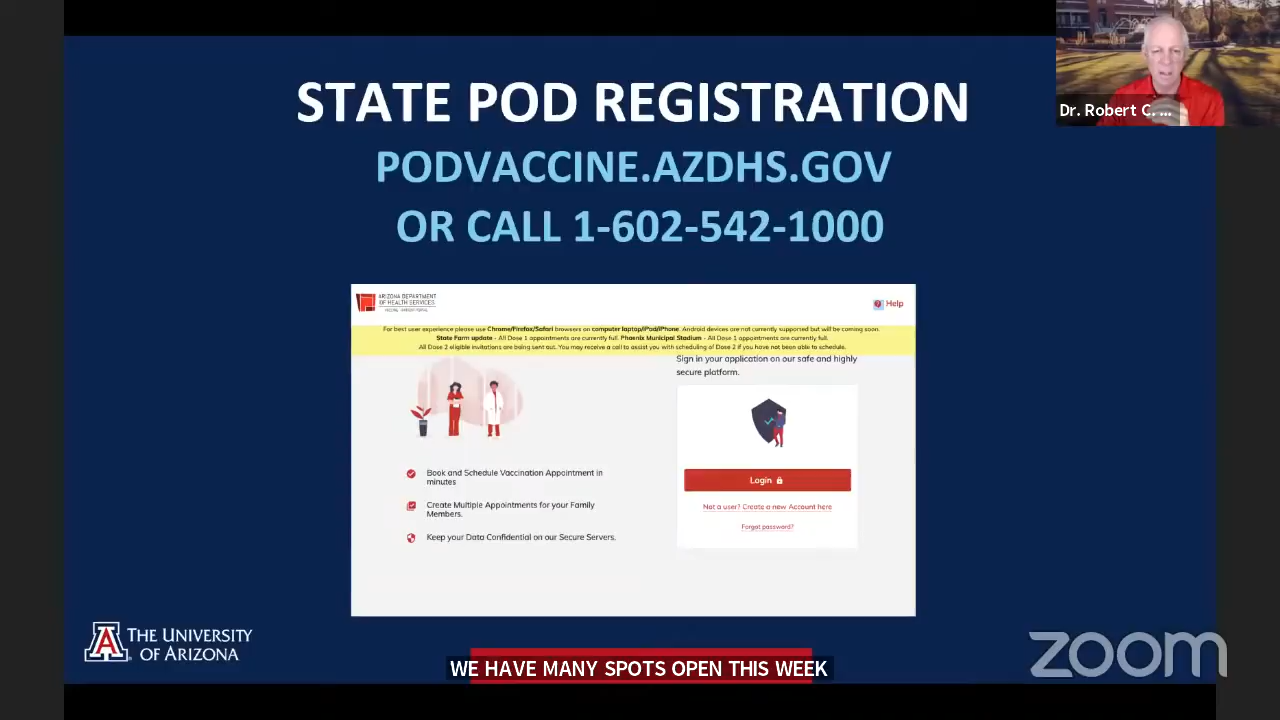 STATE POD REGISTRATION
PODVACCINE.AZDHS.GOV
OR CALL 1-602-542-1000
Dr. Robert C. ...
ARIZONA DEPARTMENT
OF HEALTH SERVICES
Help
For best user experience please use Chrome/Firefox/Safari browsers on computer laptop/iPad/iPhone. Android devices are not currently supported but will be coming soon.
State Farm update - All Dose 1 appointments are currently full. Phoenix Municipal Stadium - All Dose 1 appointments are currently full.
All Dose 2 eligible invitations are being sent out. You may receive a call to assist you with scheduling of Dose 2 if you have not been able to schedule.
Sign in your application on our safe and highly
secure platform.
Book and Schedule Vaccination Appointment in
minutes
Create Multiple Appointments for your Family
Members.
Keep your Data Confidential on our Secure Servers.
Login
Not a user? Create a new Account here
Forgot password?
A
THE UNIVERSITY
OF ARIZONA
WE HAVE MANY SPOTS OPEN THIS WEEK
zoom